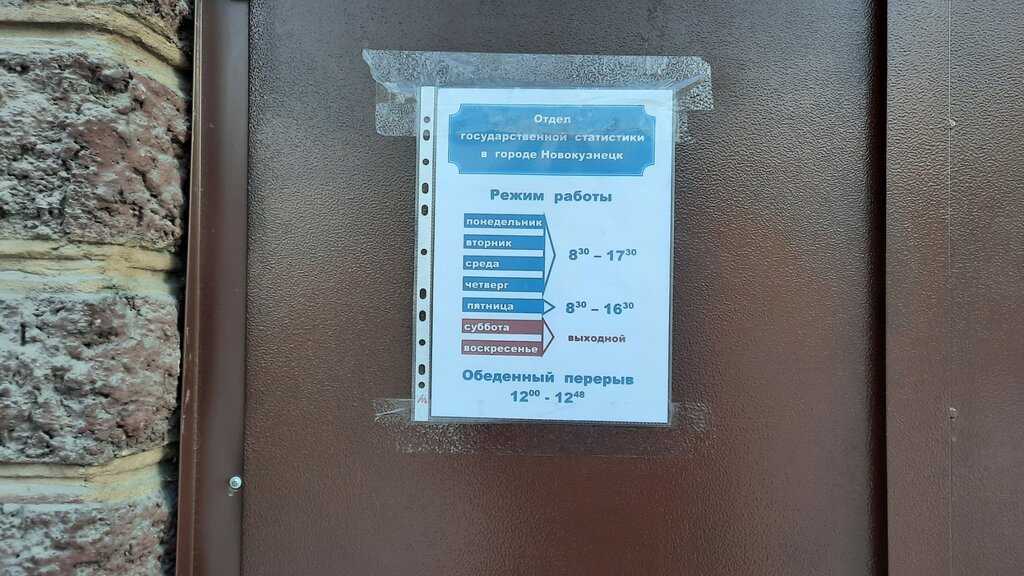 Отдел
государственной статистики
в городе Новокузнецк
Режим работы
понедельник
вторник
среда
четверг
8³⁰ – 17³⁰
пятница
8³⁰ – 16³⁰
суббота
воскресенье
выходной
Обеденный перерыв
12⁰⁰ - 12⁴⁸